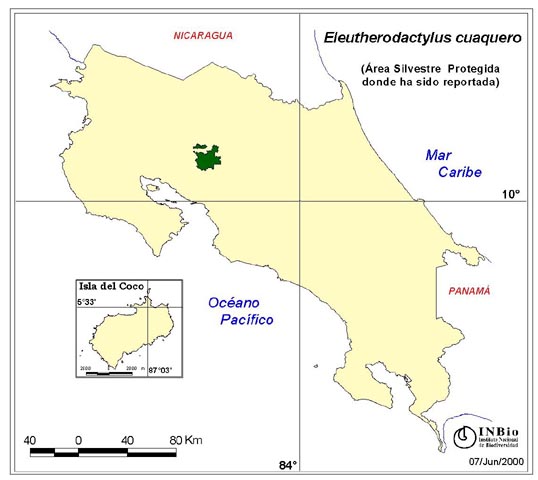 NICARAGUA
Eleutherodactylus cuaquero
(Área Silvestre Protegida
donde ha sido reportada)
Mar
Caribe
10°
Isla del Coco
5°33'
PANAMÁ
Océano
Pacífico
2000 0 2000 m
87°03'
40 0 40 80 Km
84°
INBio
Instituto Nacional
de Biodiversidad
07/Jun/2000